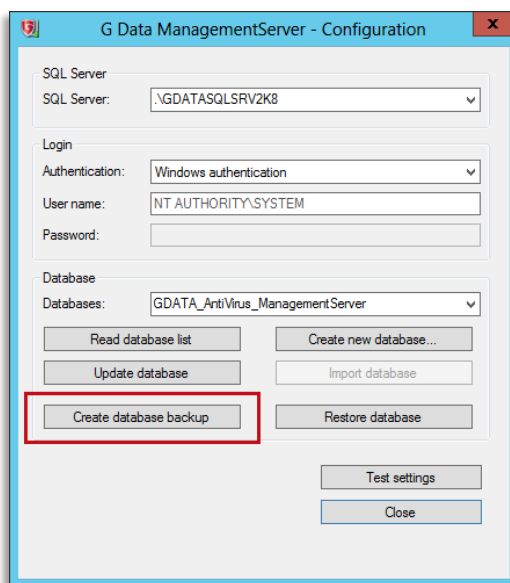 G Data ManagementServer - Configuration
x
SQL Server
SQL Server: .\GDATASQLSRV2K8
Login
Authentication: Windows authentication
User name: NT AUTHORITY\SYSTEM
Password:
Database
Databases: GDATA_AntiVirus_ManagementServer
Read database list Create new database...
Update database Import database
Create database backup Restore database
Test settings
Close